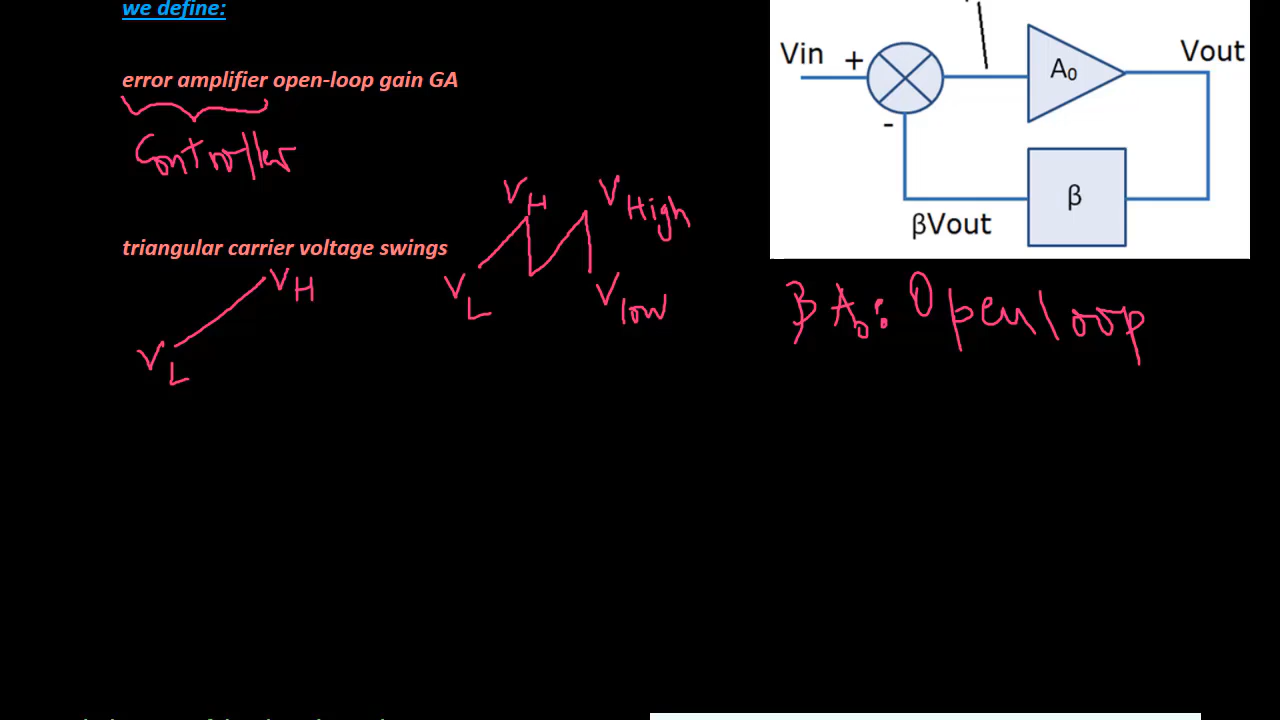 we define:
error amplifier open-loop gain GA
Controller
triangular carrier voltage swings
VH
VL
VH
VHigh
VL
Vlow
Vin
+
-
A₀
Vout
β
βVout
βA₀: Openloop